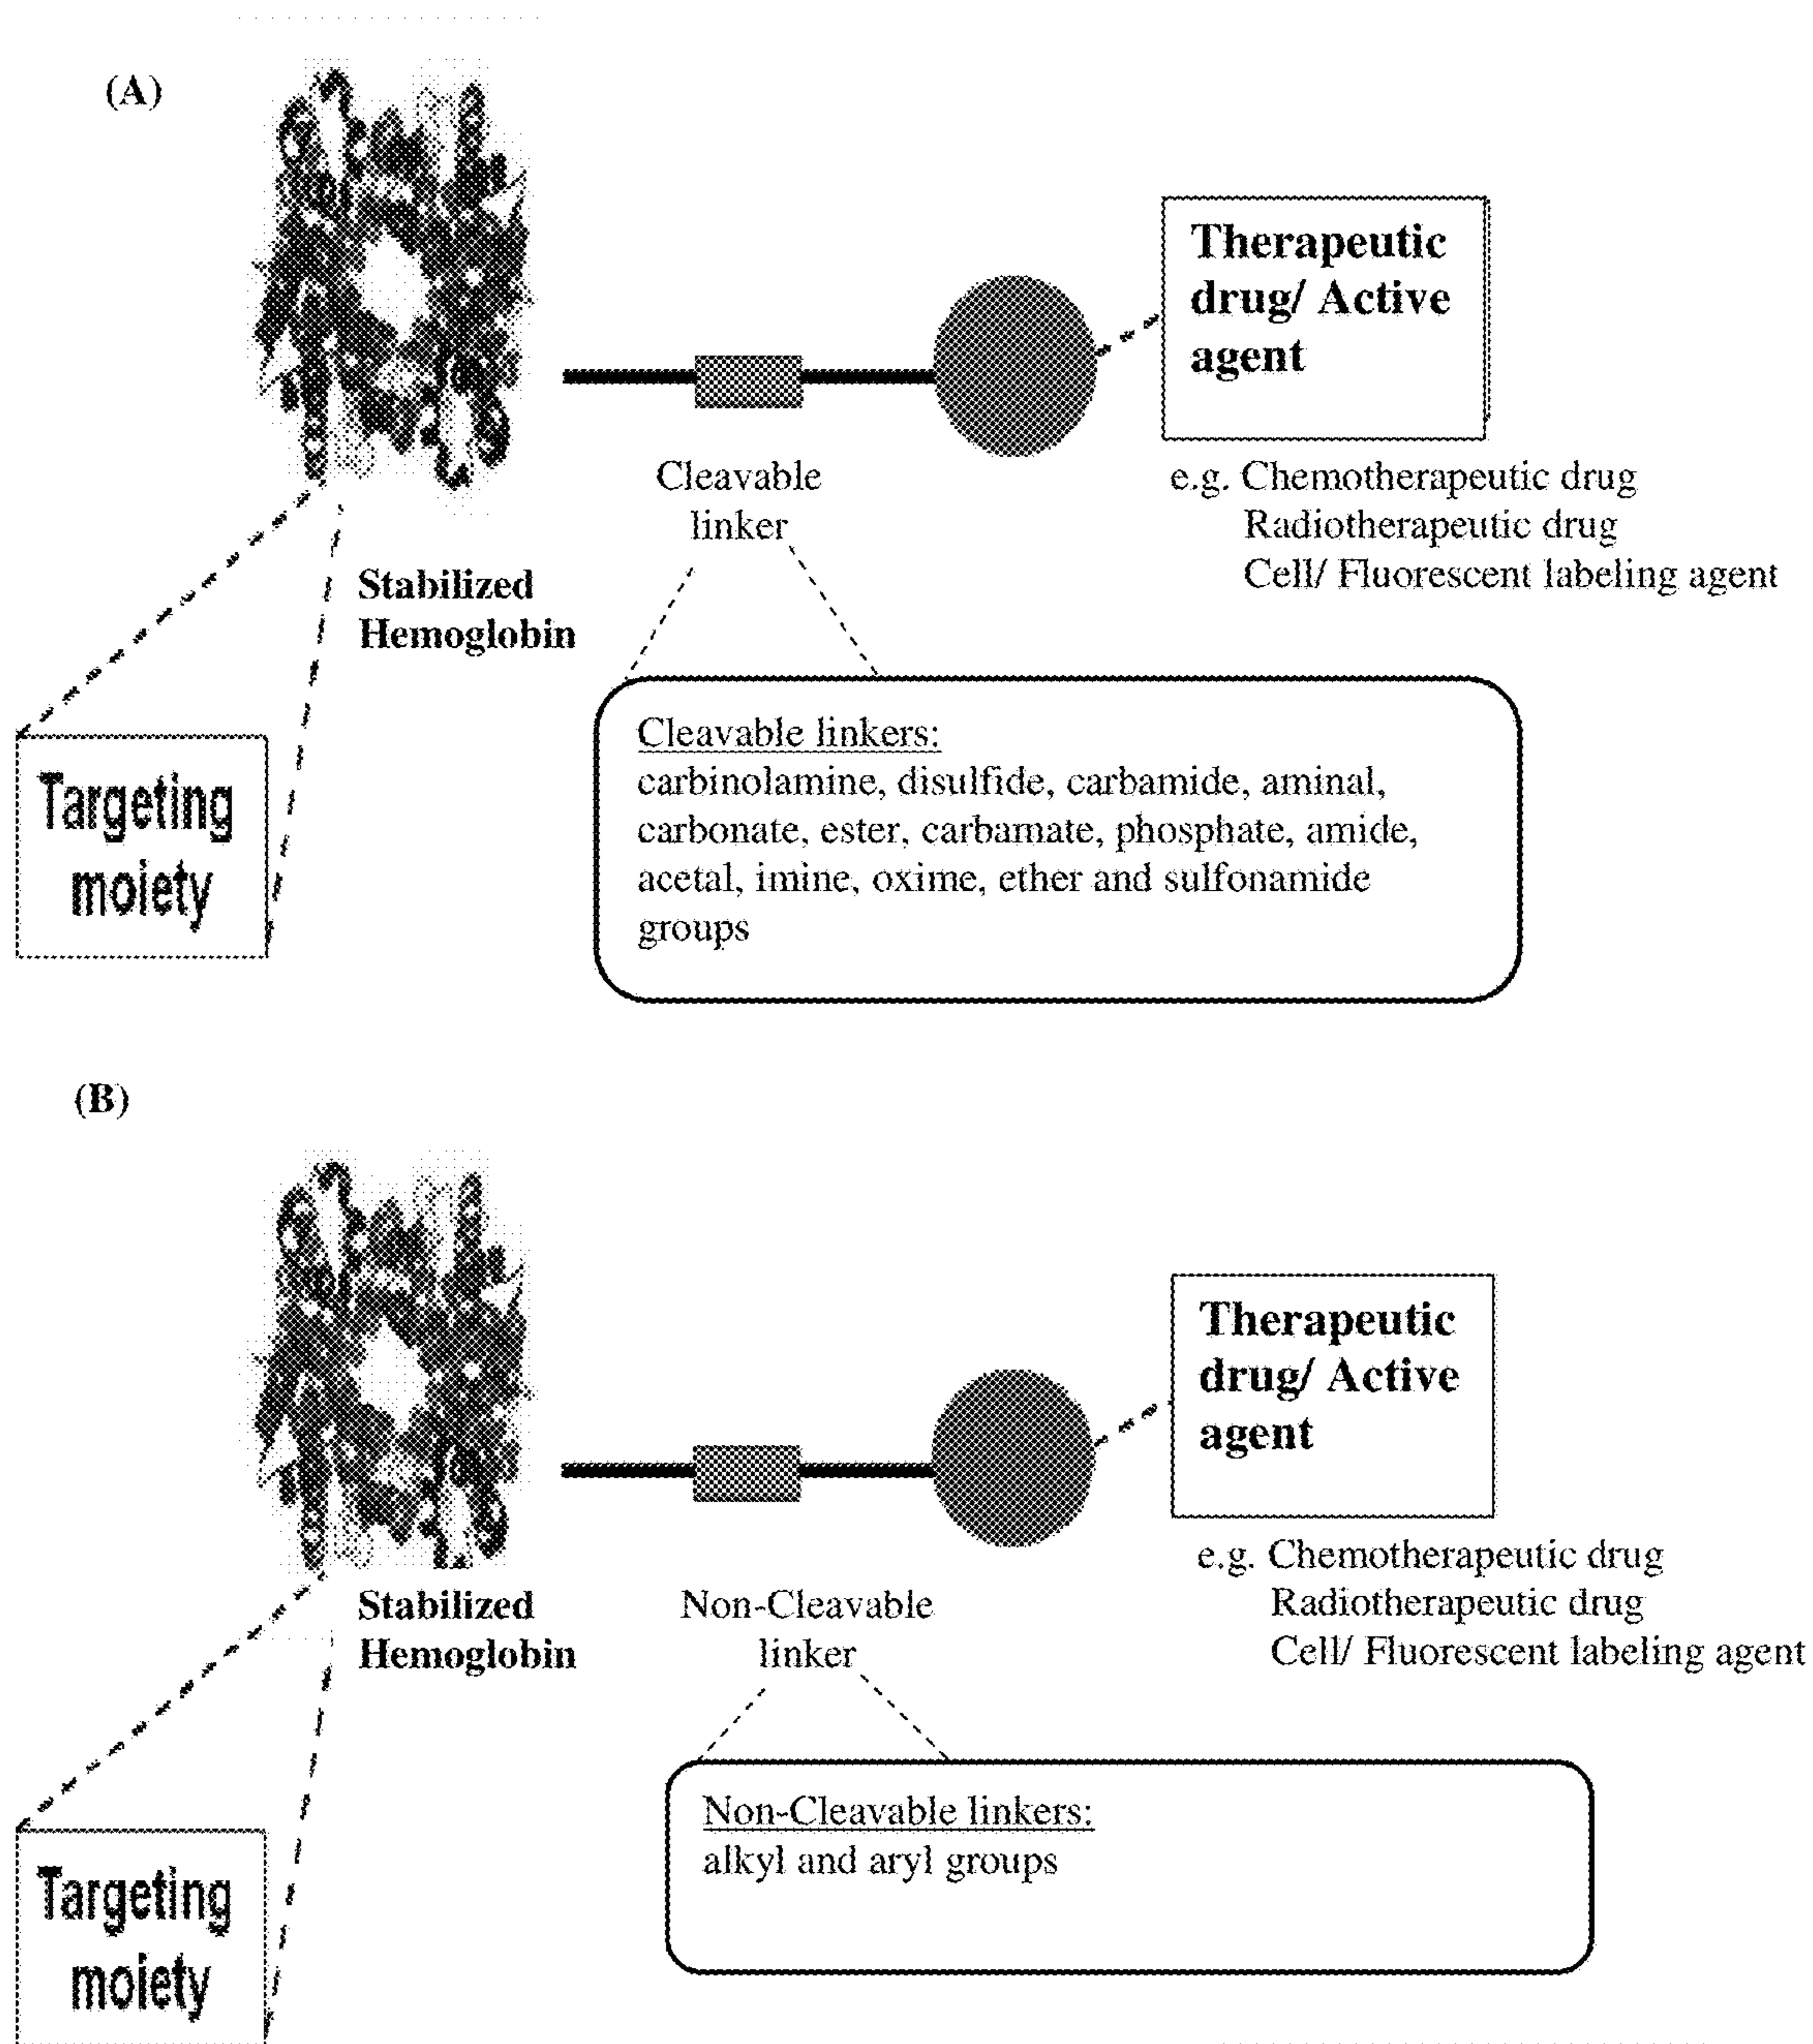 (A)
Therapeutic
drug/ Active
agent
e.g. Chemotherapeutic drug
Radiotherapeutic drug
Cell/ Fluorescent labeling agent
Cleavable
linker
Stabilized
Hemoglobin
Targeting
moiety
Cleavable linkers:
carbinolamine, disulfide, carbamide, aminal,
carbonate, ester, carbamate, phosphate, amide,
acetal, imine, oxime, ether and sulfonamide
groups
(B)
Therapeutic
drug/ Active
agent
e.g. Chemotherapeutic drug
Radiotherapeutic drug
Cell/ Fluorescent labeling agent
Stabilized
Hemoglobin
Non-Cleavable
linker
Targeting
moiety
Non-Cleavable linkers:
alkyl and aryl groups